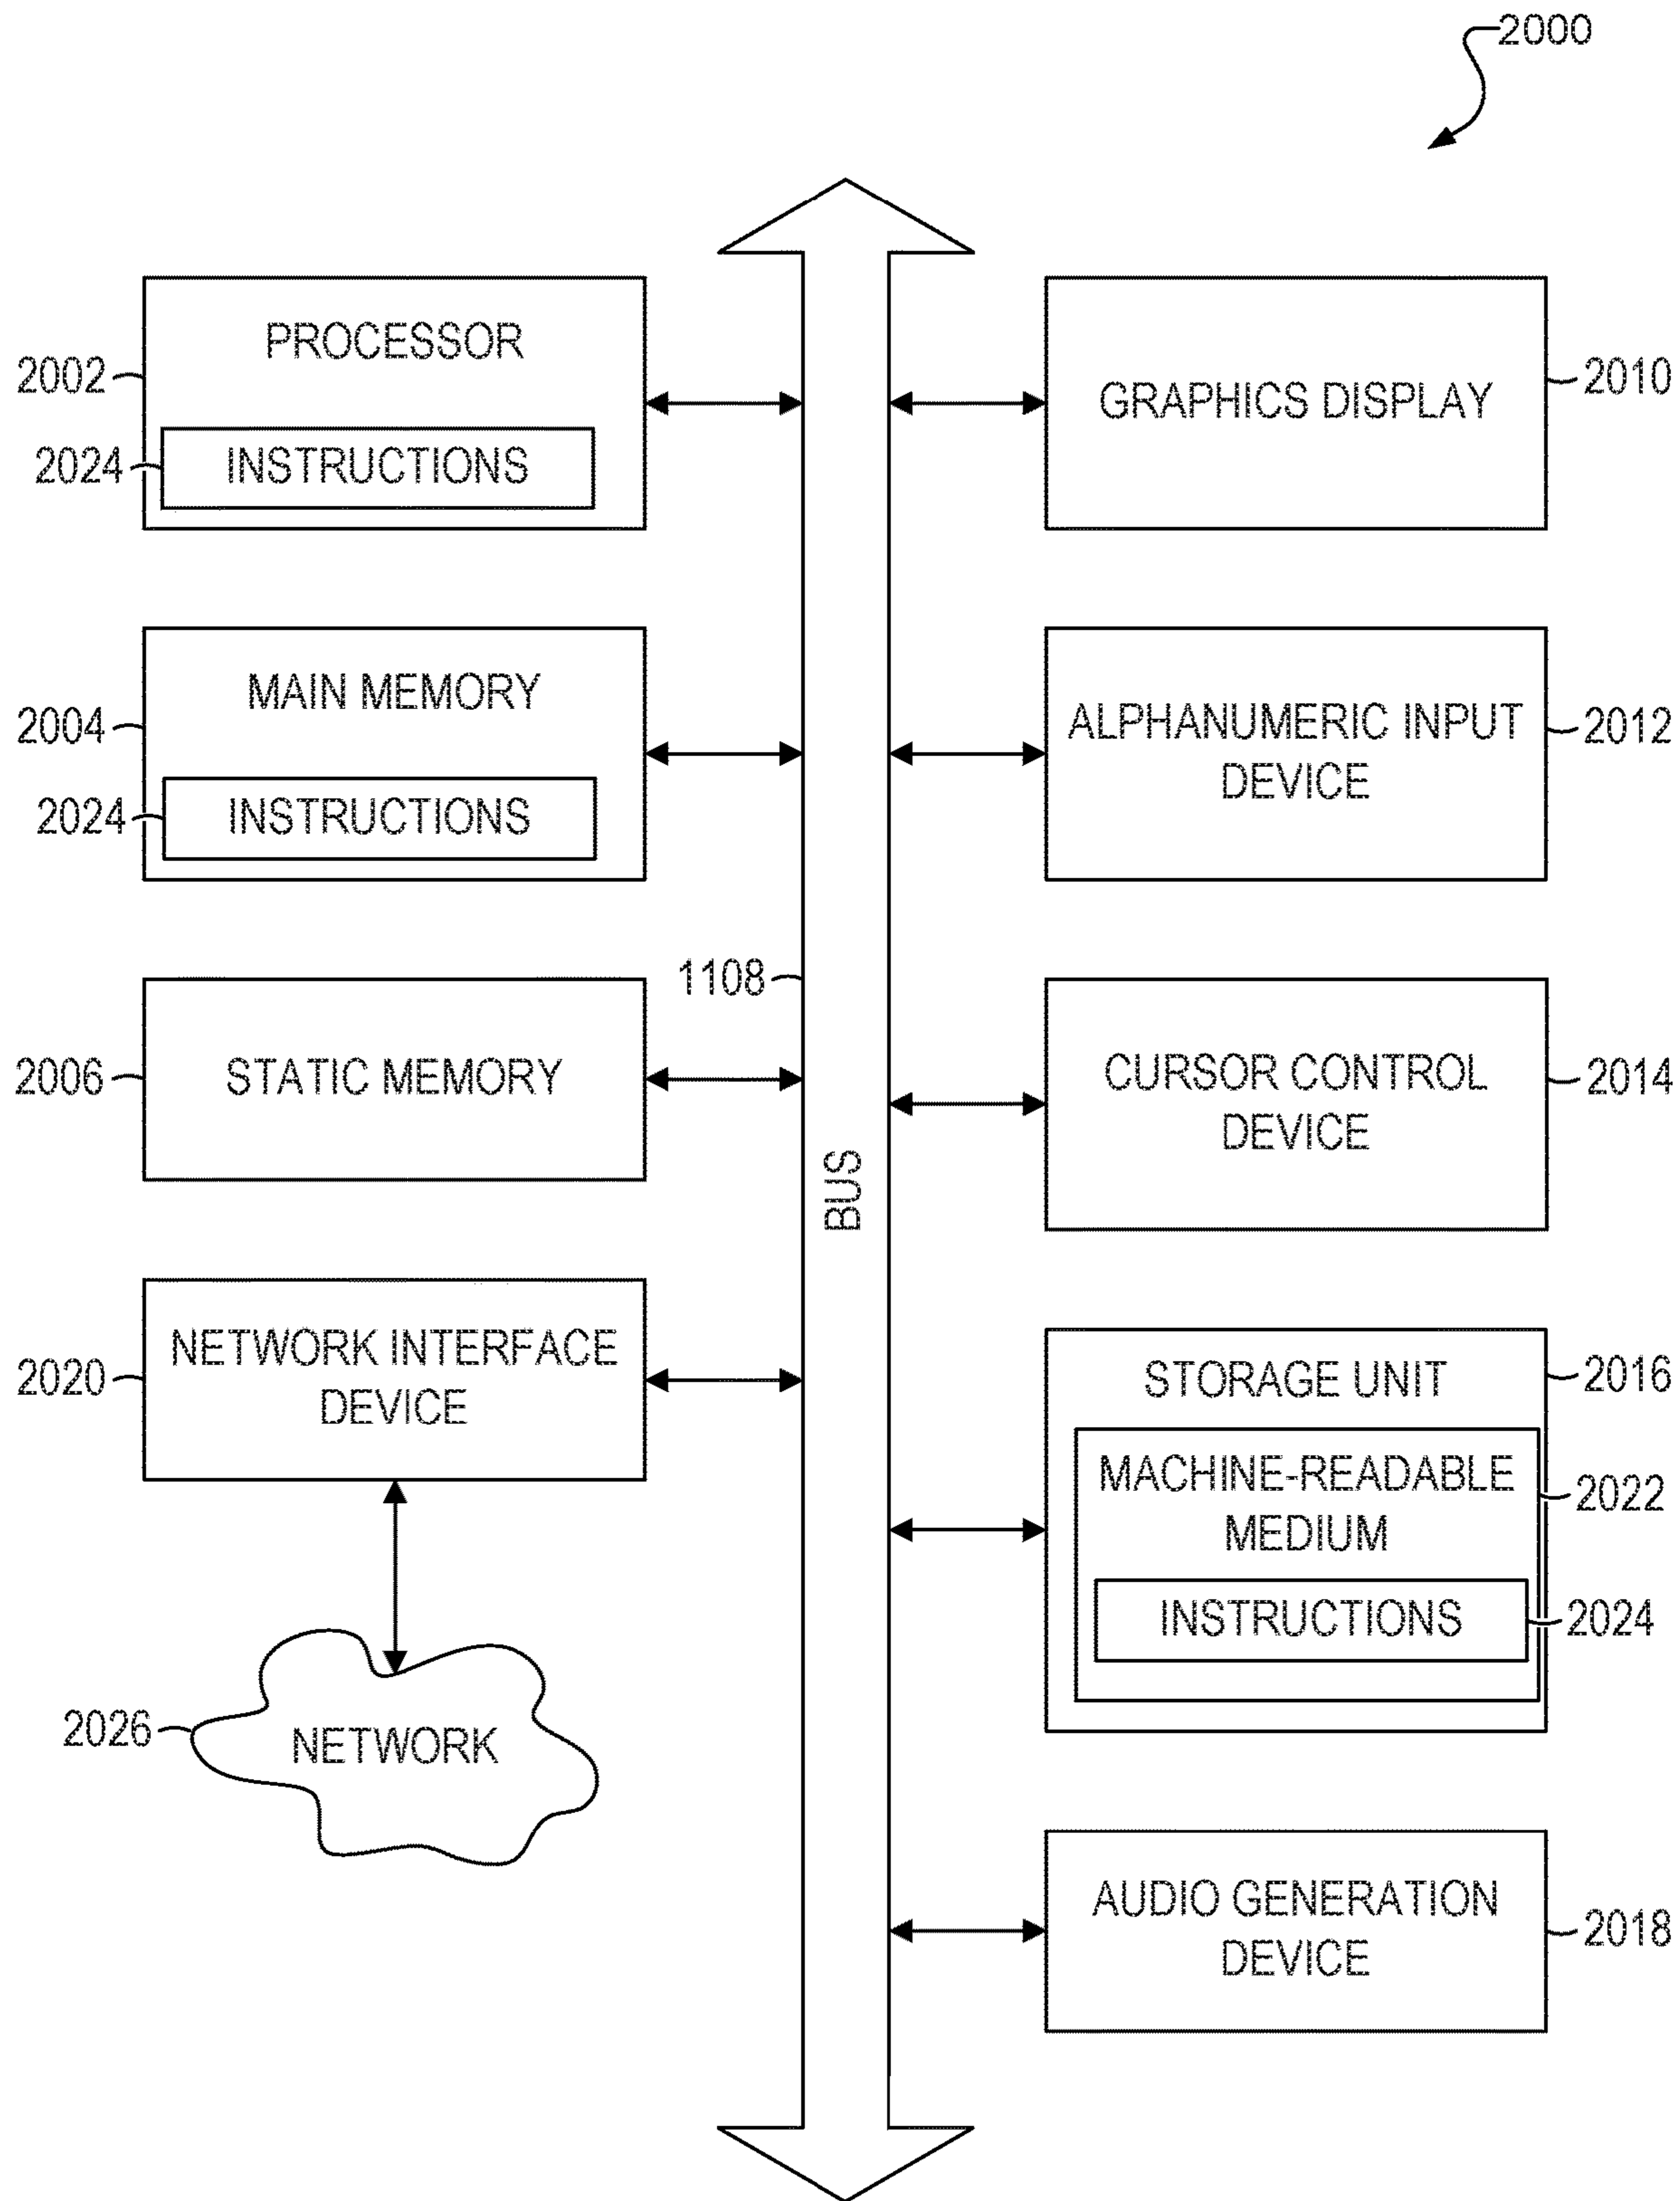 2000
PROCESSOR
2002
2024
INSTRUCTIONS
MAIN MEMORY
2004
2024
INSTRUCTIONS
1108
2006
STATIC MEMORY
BUS
NETWORK INTERFACE
DEVICE
2020
2026
NETWORK
GRAPHICS DISPLAY
2010
ALPHANUMERIC INPUT
DEVICE
2012
CURSOR CONTROL
DEVICE
2014
STORAGE UNIT
2016
MACHINE-READABLE
MEDIUM
2022
INSTRUCTIONS
2024
AUDIO GENERATION
DEVICE
2018